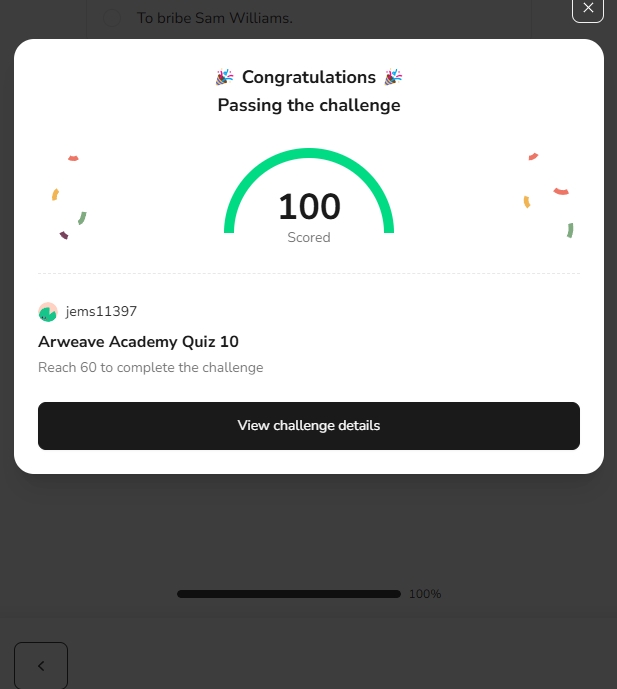 To bribe Sam Williams.
Congratulations
Passing the challenge
100
Scored
jems11397
Arweave Academy Quiz 10
Reach 60 to complete the challenge
View challenge details
100%